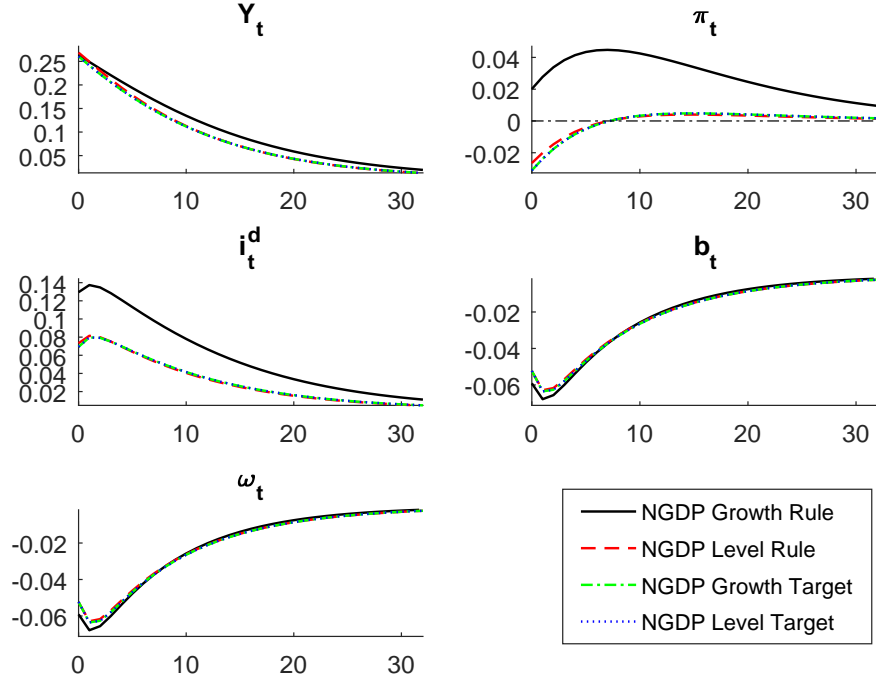 Y_t
0.25
0.2
0.15
0.1
0.05
0 10 20 30
π_t
0.04
0.02
0
-0.02
0 10 20 30
i_t^d
0.14
0.12
0.1
0.08
0.06
0.04
0.02
0 10 20 30
b_t
-0.02
-0.04
-0.06
0 10 20 30
ω_t
-0.02
-0.04
-0.06
0 10 20 30
NGDP Growth Rule
NGDP Level Rule
NGDP Growth Target
NGDP Level Target